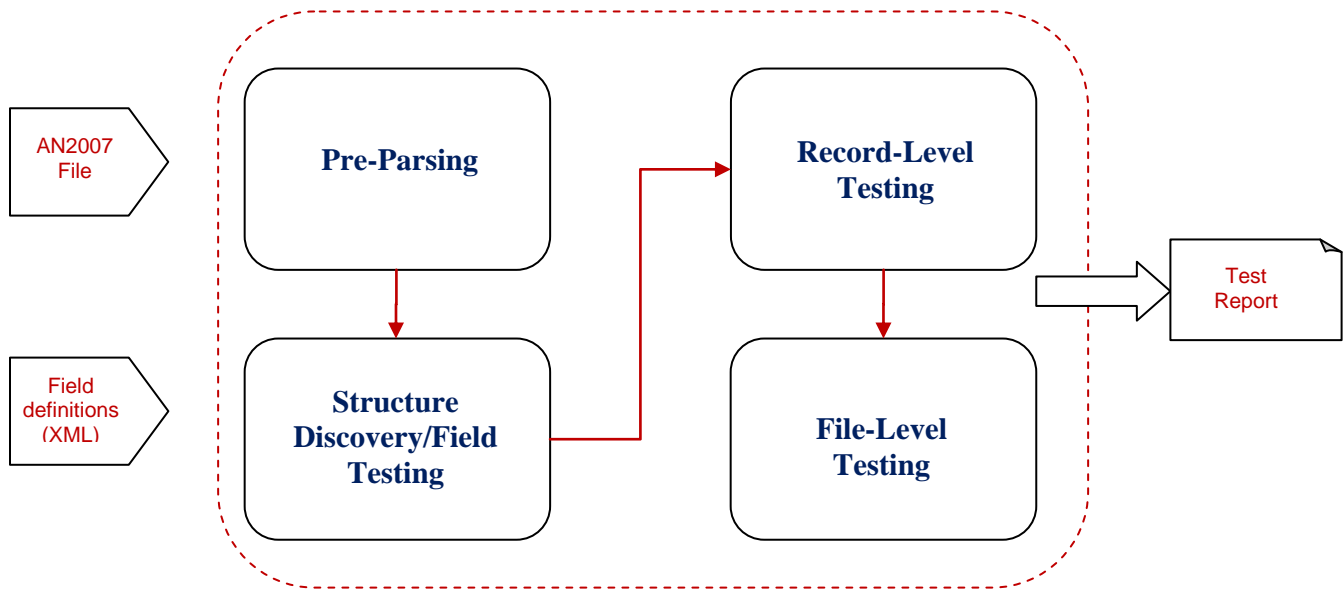 AN2007
File
Pre-Parsing
Record-Level
Testing
Test
Report
Field
definitions
(XML)
Structure
Discovery/Field
Testing
File-Level
Testing